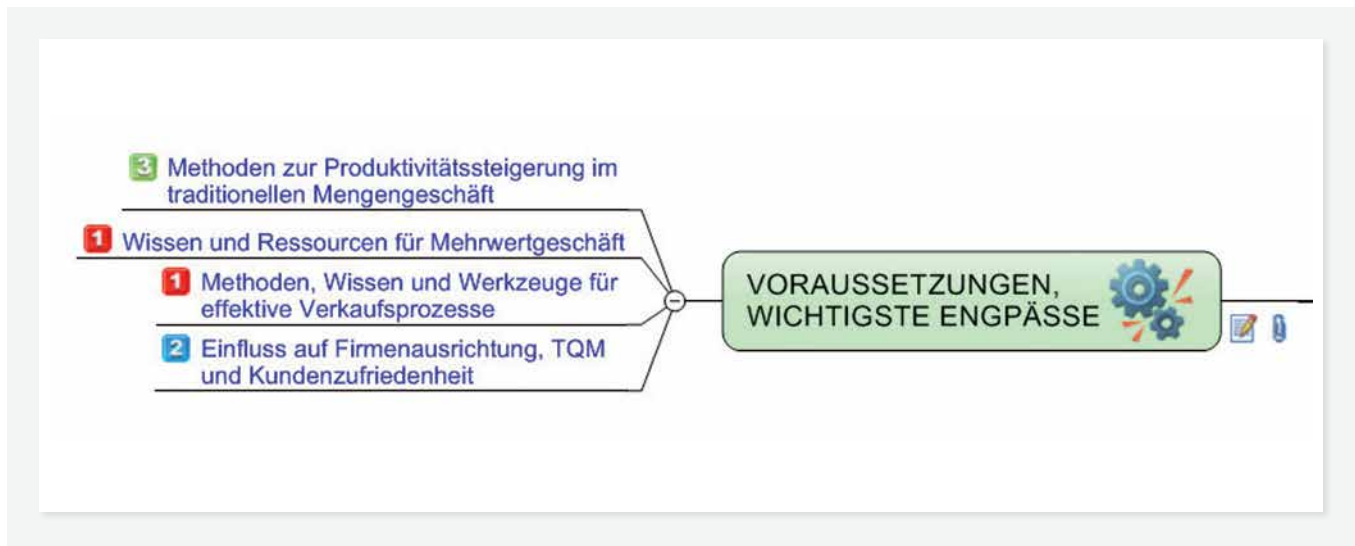 3 Methoden zur Produktivitätssteigerung im
traditionellen Mengengeschäft
1 Wissen und Ressourcen für Mehrwertgeschäft
1 Methoden, Wissen und Werkzeuge für
effektive Verkaufsprozesse
2 Einfluss auf Firmenausrichtung, TQM
und Kundenzufriedenheit
VORAUSSETZUNGEN,
WICHTIGSTE ENGPÄSSE